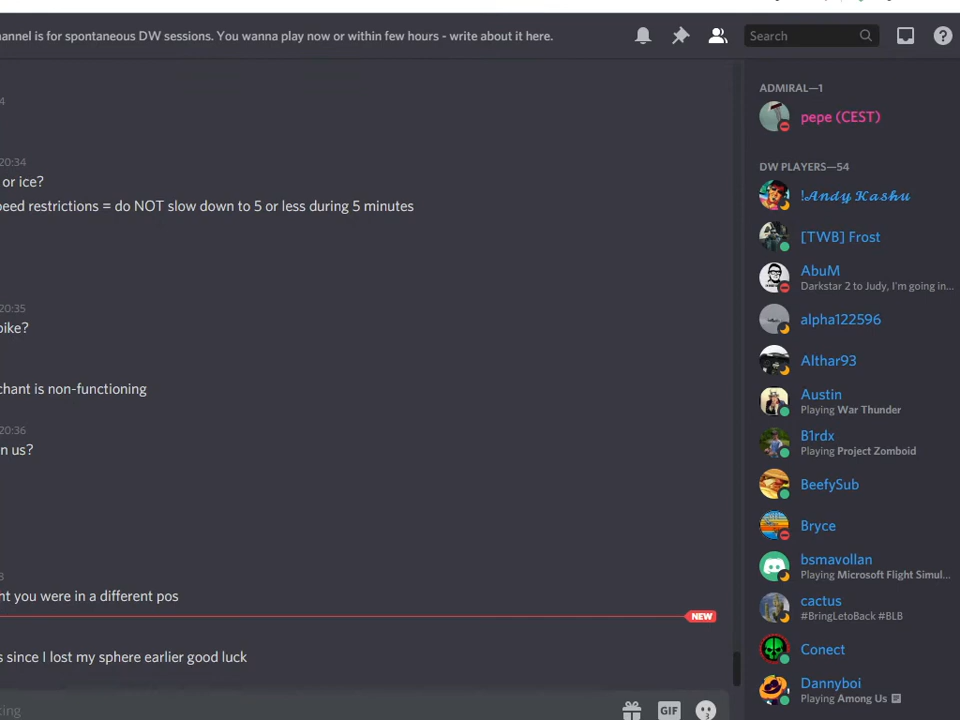 annel is for spontaneous DW sessions. You wanna play now or within few hours - write about it here.
Search
4
20:34
or ice?
peed restrictions = do NOT slow down to 5 or less during 5 minutes
20:35
bike?
chant is non-functioning
20:36
n us?
3
ht you were in a different pos
NEW
s since I lost my sphere earlier good luck
ting
GIF
ADMIRAL—1
pepe (CEST)
DW PLAYERS—54
!𝓐𝓷𝓭𝔂 𝓚𝓪𝓼𝓱𝓾
[TWB] Frost
AbuM
Darkstar 2 to Judy, I'm going in...
alpha122596
Althar93
Austin
Playing War Thunder
B1rdx
Playing Project Zomboid
BeefySub
Bryce
bsmavollan
Playing Microsoft Flight Simul...
cactus
#BringLetoBack #BLB
Conect
Dannyboi
Playing Among Us